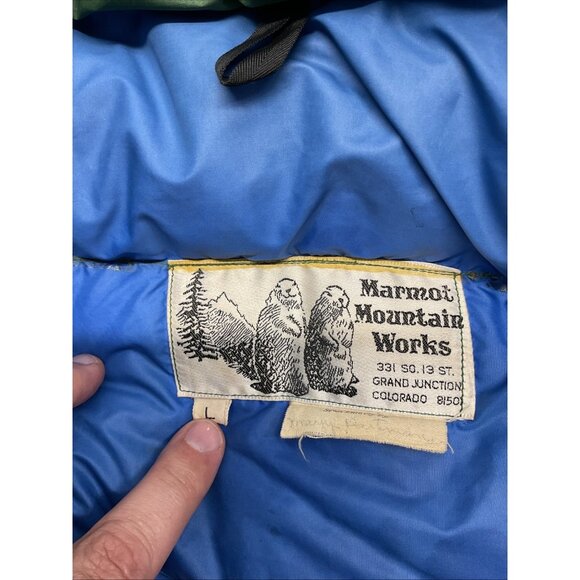 Marmot
Mountain
Works
331 SO. 13 ST.
GRAND JUNCTION
COLORADO 81501
L